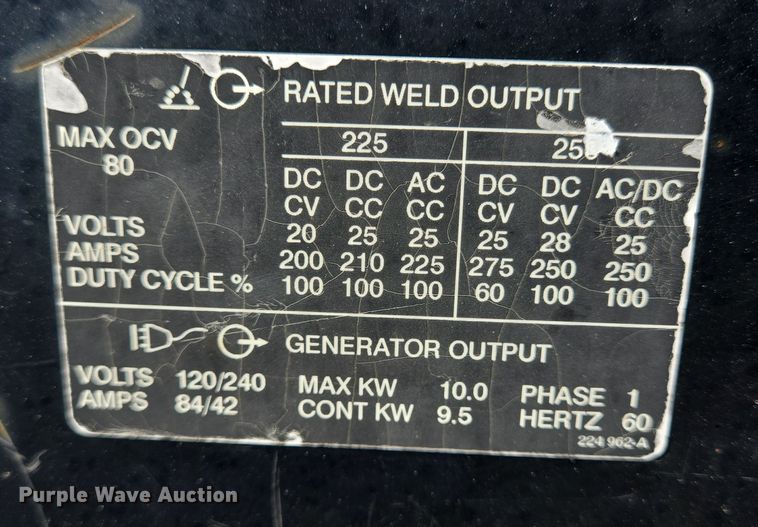 RATED WELD OUTPUT
MAX OCV 225
80
DC DC AC DC DC AC/DC
CV CC CC CV CV CC
VOLTS 20 25 25 25 28 25
AMPS 200 210 225 275 250 250
DUTY CYCLE % 100 100 100 60 100 100
GENERATOR OUTPUT
VOLTS 120/240 MAX KW 10.0 PHASE 1
AMPS 84/42 CONT KW 9.5 HERTZ 60
224 962-A
Purple Wave Auction